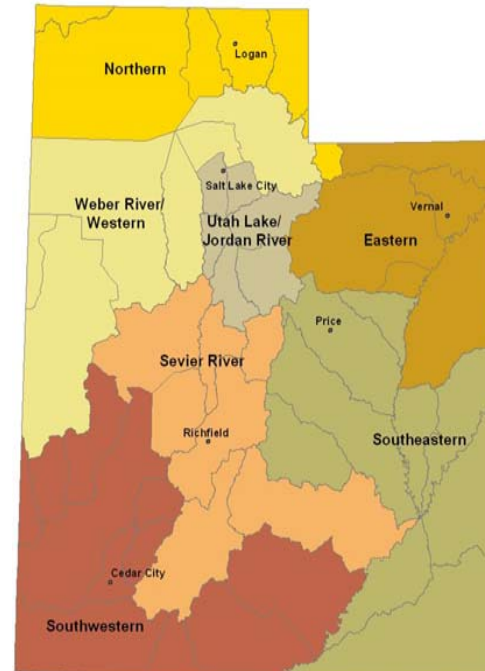 Logan
Northern
Salt Lake City
Weber River/
Western
Utah Lake/
Jordan River
Vernal
Eastern
Price
Sevier River
Richfield
Southeastern
Cedar City
Southwestern